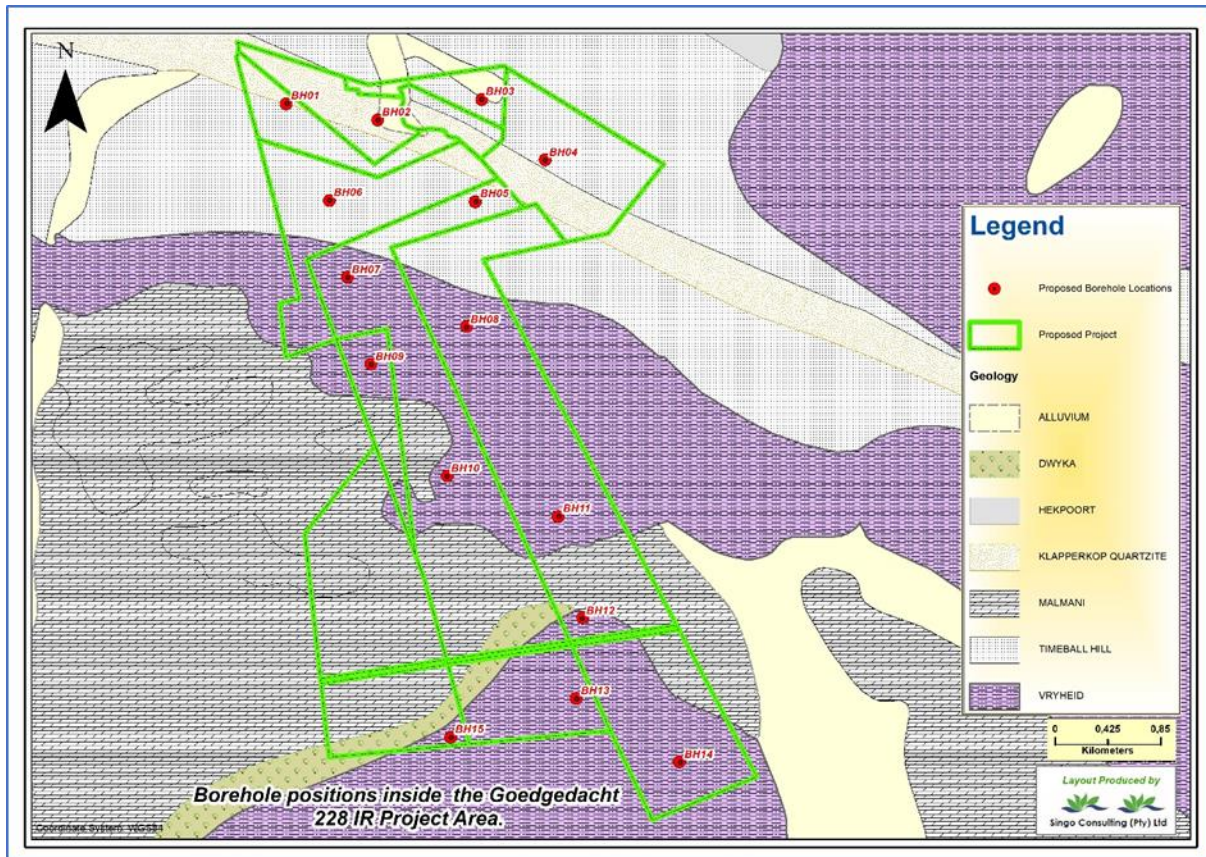 N
BH01
BH02
BH03
BH04
BH05
BH06
BH07
BH08
BH09
BH10
BH11
BH12
BH13
BH14
BH15
Legend
Proposed Borehole Locations
Proposed Project
Geology
ALLUVIUM
DWYKA
HEKPOORT
KLAPPERKOP QUARTZITE
MALMANI
TIMEBALL HILL
VRYHEID
0 0,425 0,85
Kilometers
Layout Produced by
Singo Consulting (Pty) Ltd
Borehole positions inside the Goedgedacht
228 IR Project Area.
Coordinate System: WGS84